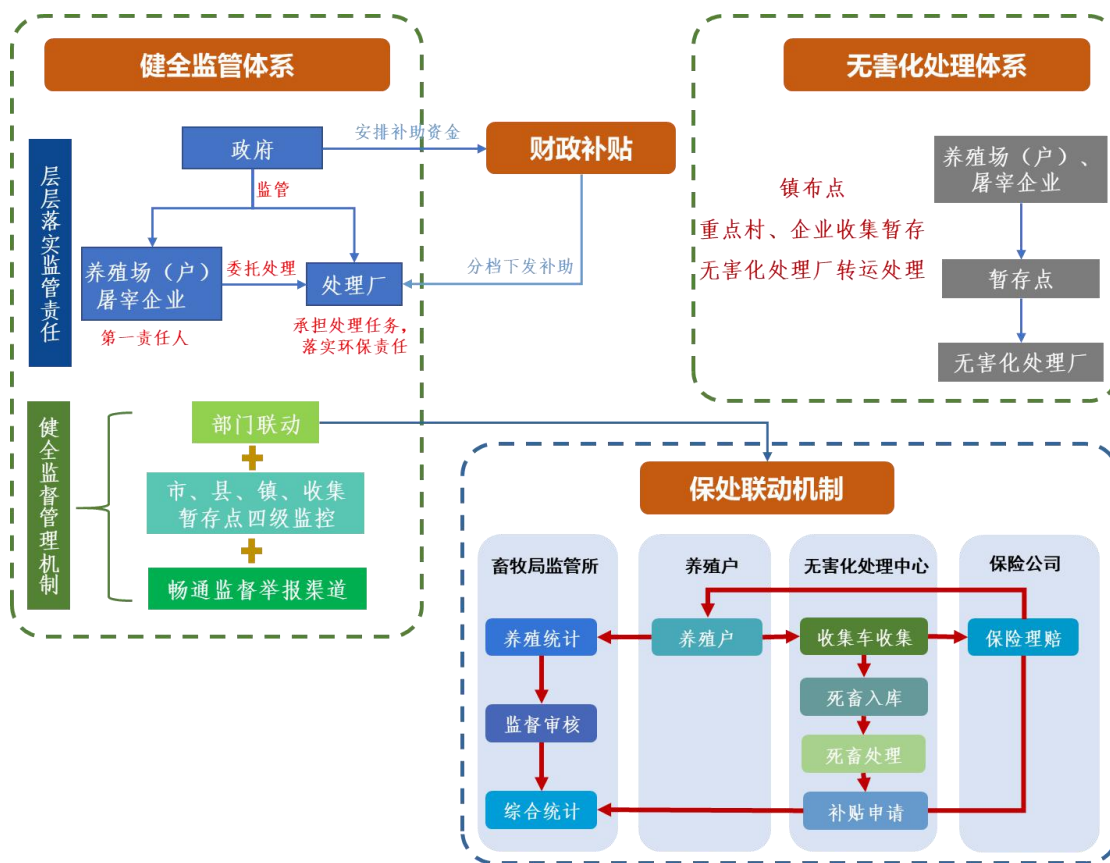 健全监管体系
层层落实监管责任
政府
安排补助资金
财政补贴
监管
养殖场（户）
屠宰企业
委托处理
处理厂
分档下发补助
第一责任人
承担处理任务，
落实环保责任
健全监督管理机制
部门联动
市、县、镇、收集
暂存点四级监控
畅通监督举报渠道
无害化处理体系
镇布点
重点村、企业收集暂存
无害化处理厂转运处理
养殖场（户）、
屠宰企业
暂存点
无害化处理厂
保处联动机制
畜牧局监管所
养殖户
无害化处理中心
保险公司
养殖统计
养殖户
收集车收集
保险理赔
死畜入库
监督审核
死畜处理
综合统计
补贴申请